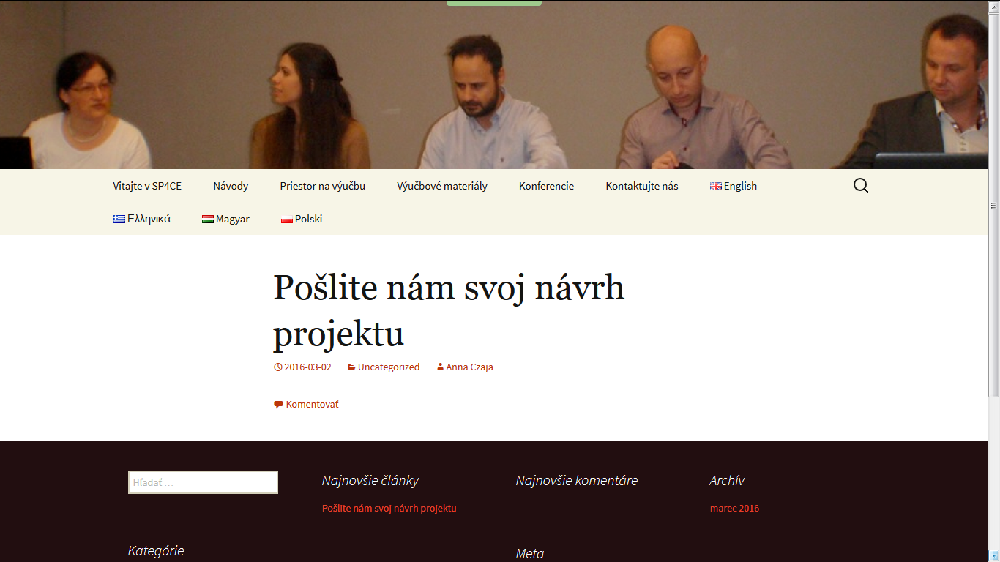 Vitajte v SP4CE Návody Priestor na výučbu Výučbové materiály Konferencie Kontaktujte nás English
Ελληνικά Magyar Polski
Pošlite nám svoj návrh
projektu
2016-03-02 Uncategorized Anna Czaja
Komentovať
Hľadať …
Najnovšie články
Najnovšie komentáre
Archív
Pošlite nám svoj návrh projektu
marec 2016
Kategórie
Meta